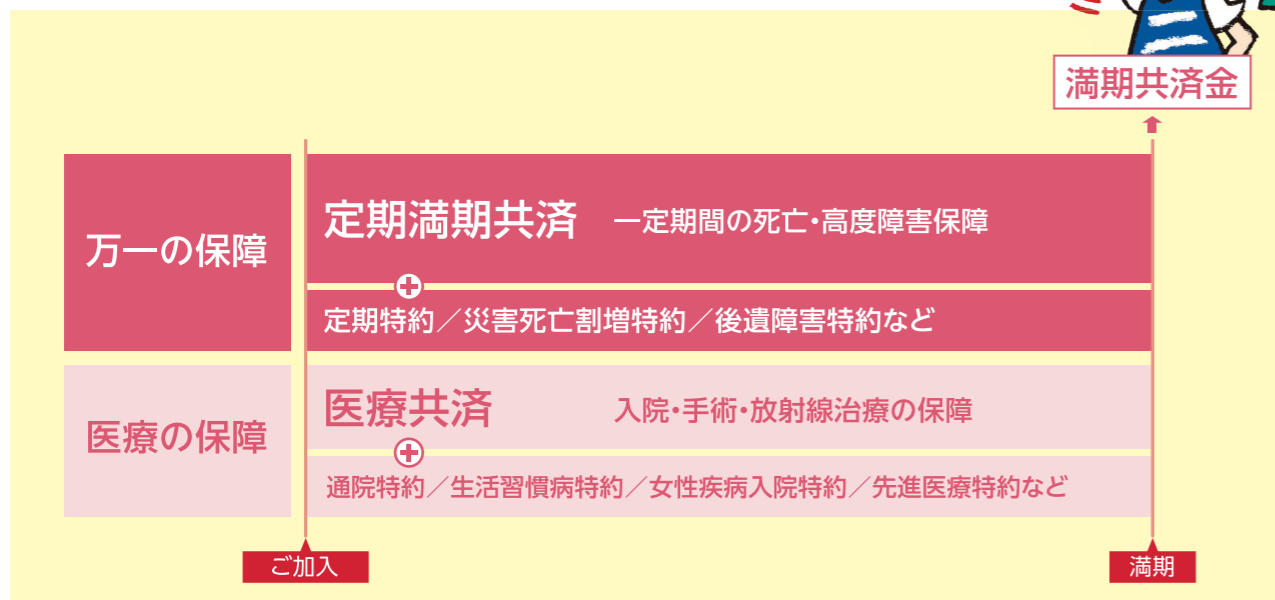 満期共済金
万一の保障
定期満期共済 一定期間の死亡・高度障害保障
定期特約／災害死亡割増特約／後遺障害特約など
医療の保障
医療共済 入院・手術・放射線治療の保障
通院特約／生活習慣病特約／女性疾病入院特約／先進医療特約など
ご加入 満期